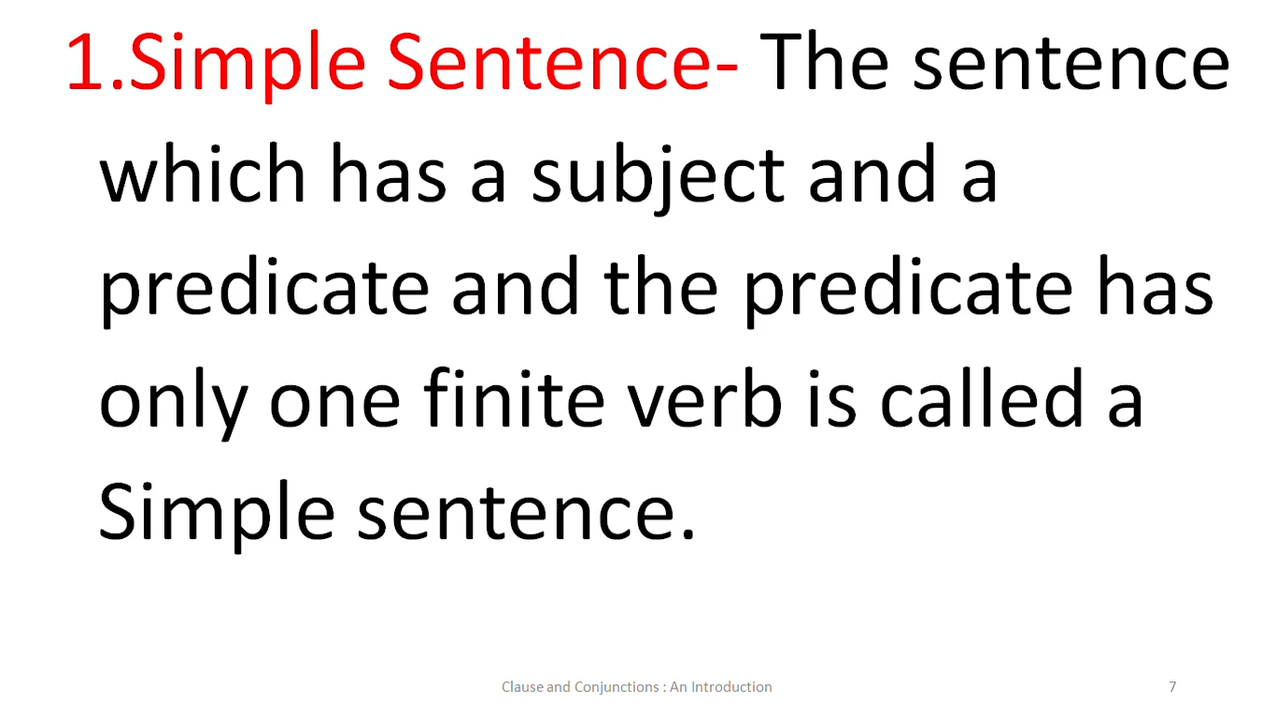 1.Simple Sentence- The sentence
which has a subject and a
predicate and the predicate has
only one finite verb is called a
Simple sentence.
Clause and Conjunctions : An Introduction
7